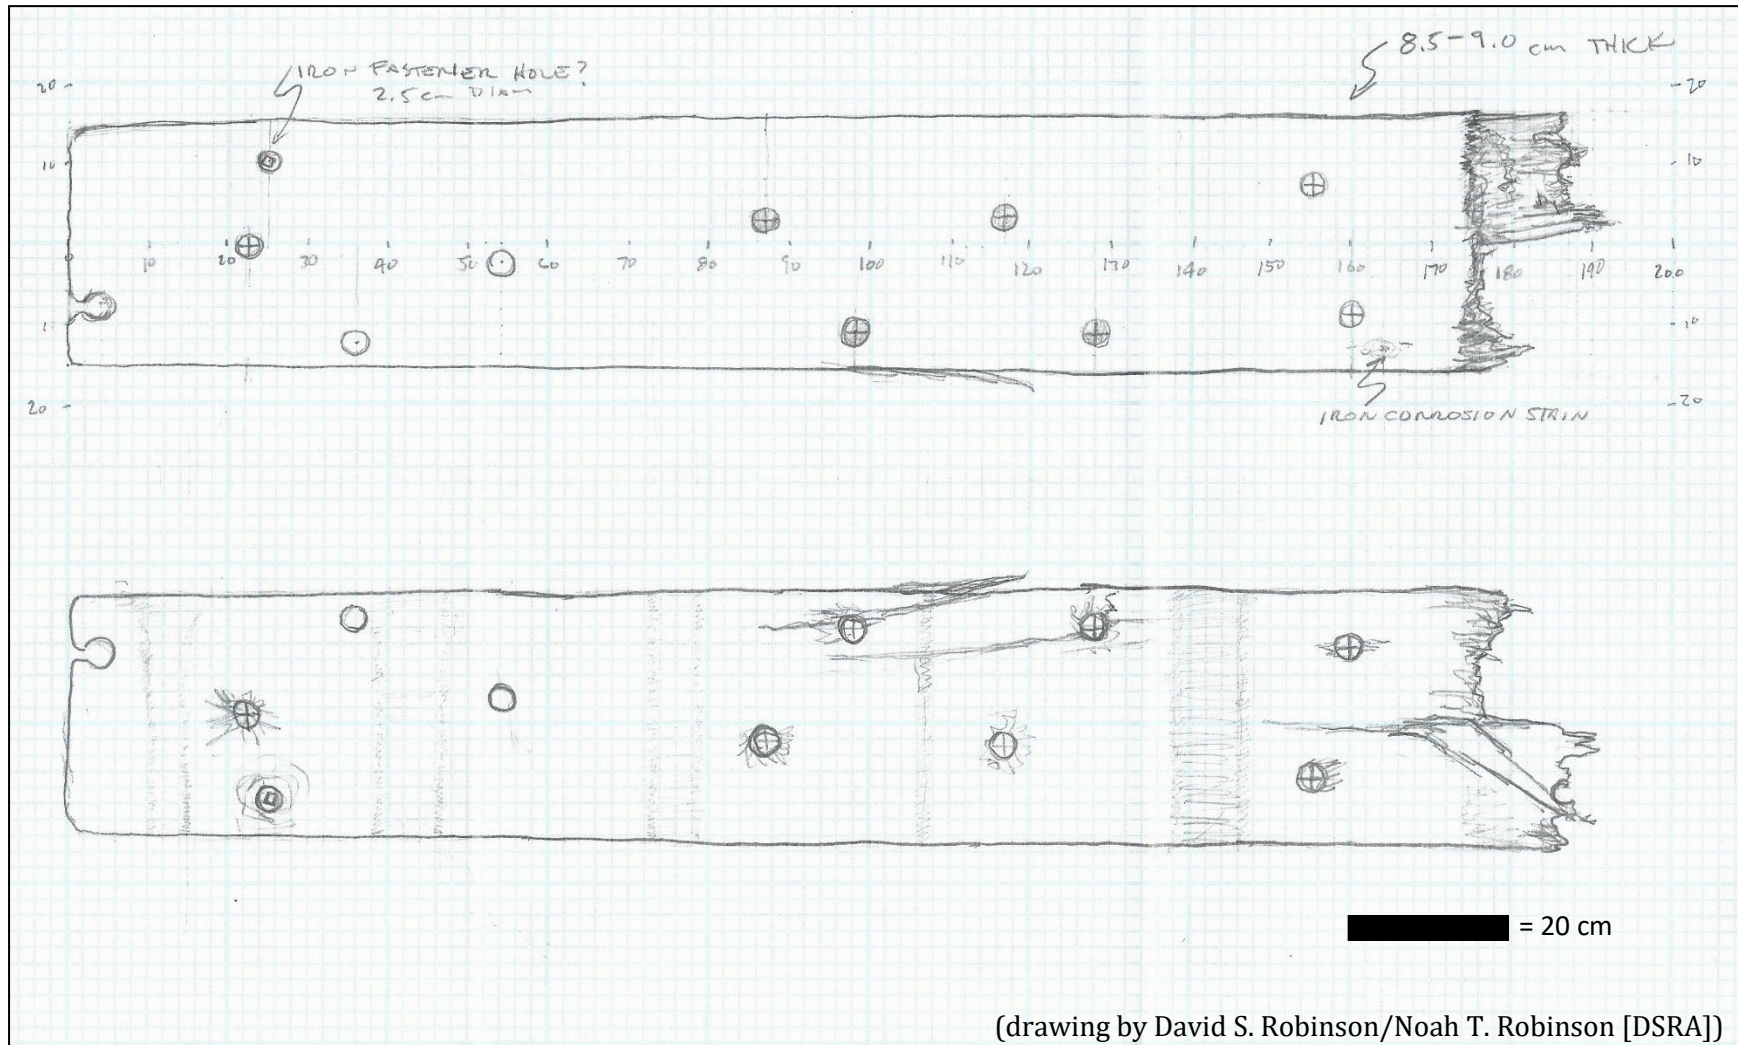 8.5-9.0 cm THICK
IRON FASTENER HOLE?
2.5 cm DIAM
20
20
10
10
0 10 20 30 40 50 60 70 80 90 100 110 120 130 140 150 160 170 180 190 200
10
20
20
IRON CORROSION STAIN
= 20 cm
(drawing by David S. Robinson/Noah T. Robinson [DSRA])